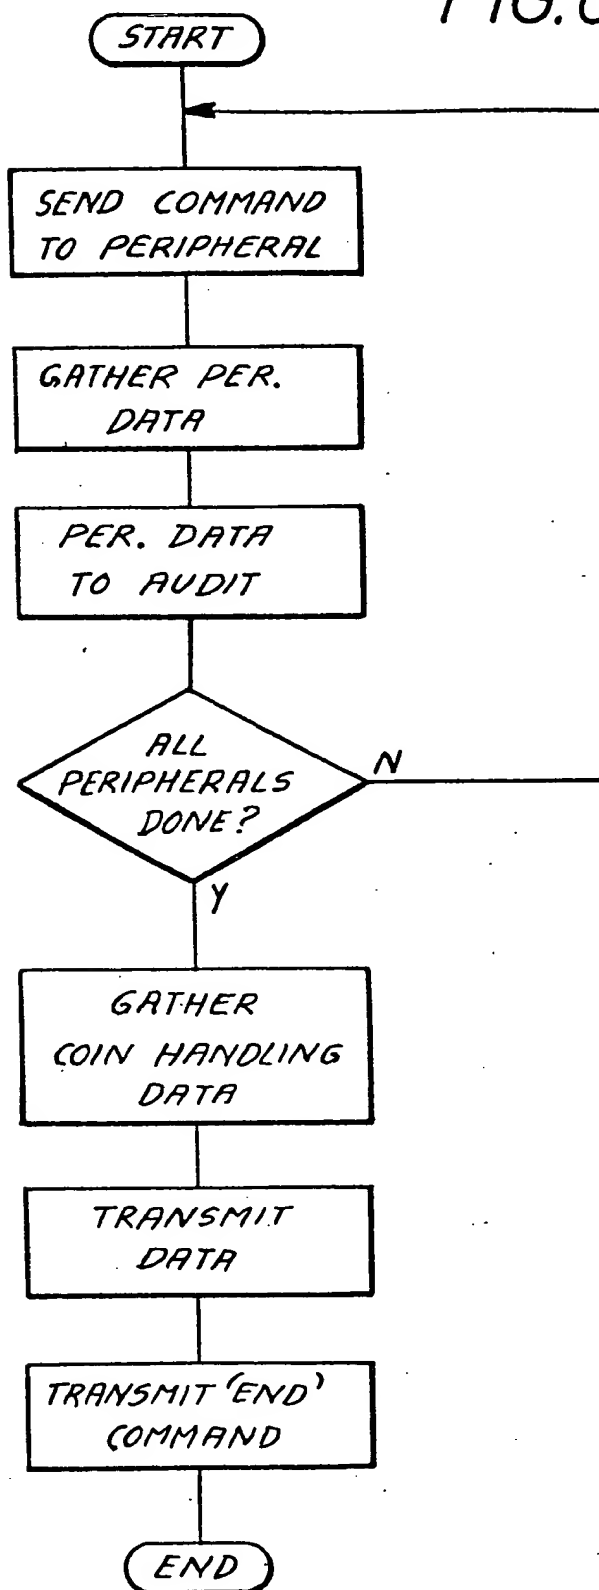 FIG.
START
SEND COMMAND
TO PERIPHERAL
GATHER PER.
DATA
PER. DATA
TO AUDIT
ALL
PERIPHERALS
DONE?
N
Y
GATHER
COIN HANDLING
DATA
TRANSMIT
DATA
TRANSMIT 'END'
COMMAND
END